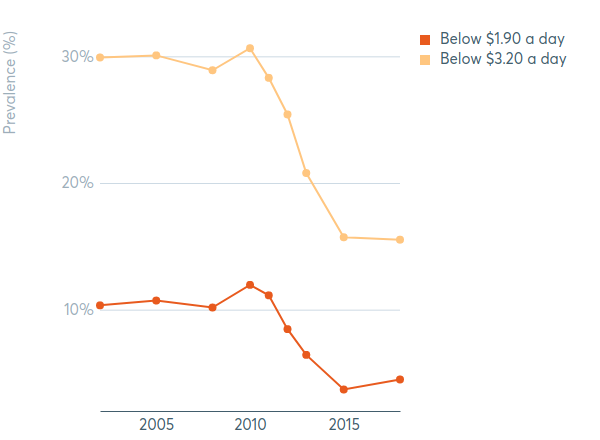 Prevalence (%)
Below $1.90 a day
Below $3.20 a day
30%
20%
10%
2005 2010 2015